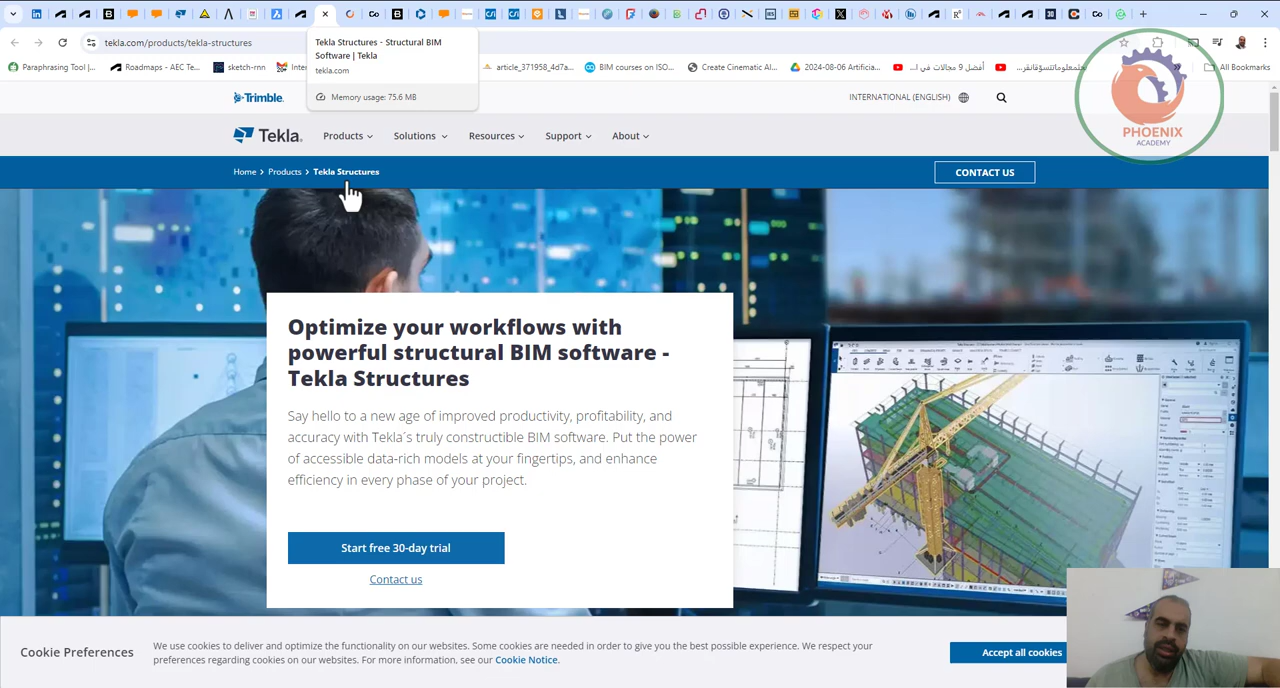 tekla.com/products/tekla-structures
Paraphrasing Tool |...
Roadmaps - AEC Te...
sketch-rnn
article_371958_4d7a...
BIM courses on ISO...
Create Cinematic Al...
2024-08-06 Artificia...
All Bookmarks
Tekla Structures - Structural BIM
Software | Tekla
tekla.com
Memory usage: 75.6 MB
Trimble.
INTERNATIONAL (ENGLISH)
Tekla.
Products
Solutions
Resources
Support
About
PHOENIX
ACADEMY
Home > Products > Tekla Structures
CONTACT US
Optimize your workflows with
powerful structural BIM software -
Tekla Structures
Say hello to a new age of improved productivity, profitability, and
accuracy with Tekla´s truly constructible BIM software. Put the power
of accessible data-rich models at your fingertips, and enhance
efficiency in every phase of your project.
Start free 30-day trial
Contact us
Cookie Preferences
We use cookies to deliver and optimize the functionality on our websites. Some cookies are needed in order to give you the best possible experience. We respect your
preferences regarding cookies on our websites. For more information, see our Cookie Notice.
Accept all cookies